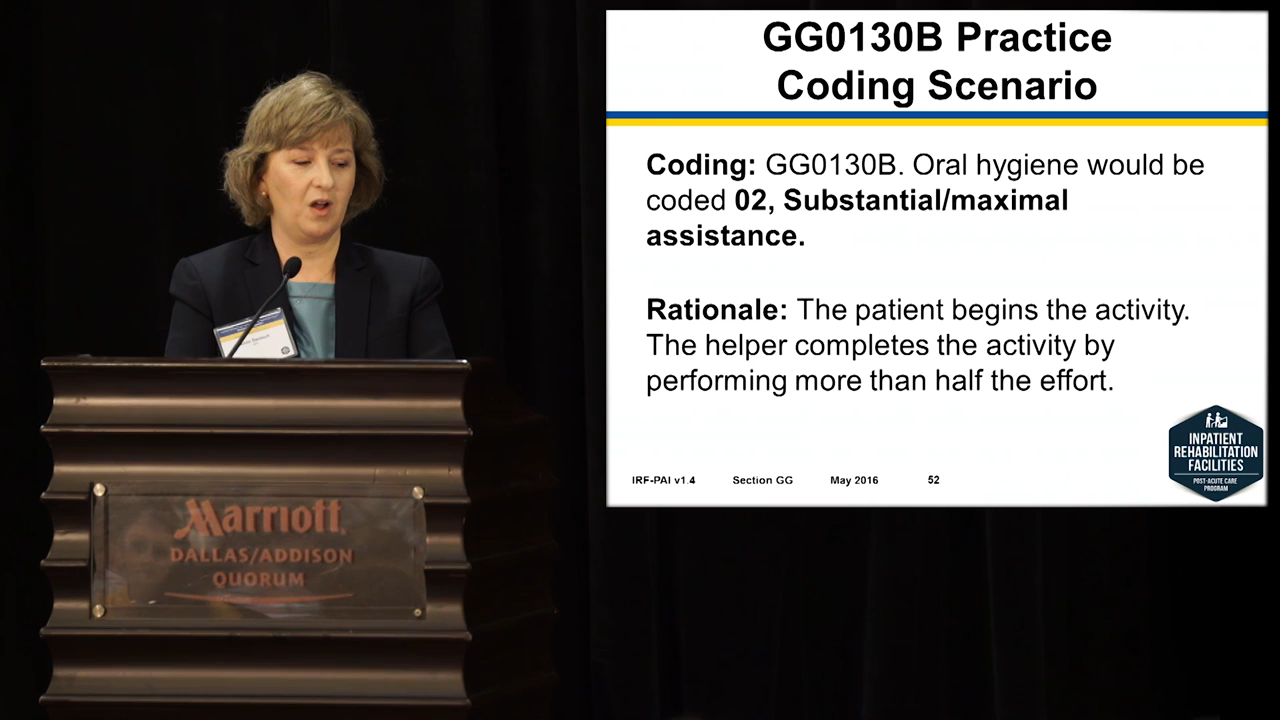 GG0130B Practice
Coding Scenario
Coding: GG0130B. Oral hygiene would be
coded 02, Substantial/maximal
assistance.
Rationale: The patient begins the activity.
The helper completes the activity by
performing more than half the effort.
IRF-PAI v1.4 Section GG May 2016 52
INPATIENT
REHABILITATION
FACILITIES
POST-ACUTE CARE
PROGRAM
Marriott
DALLAS/ADDISON
QUORUM